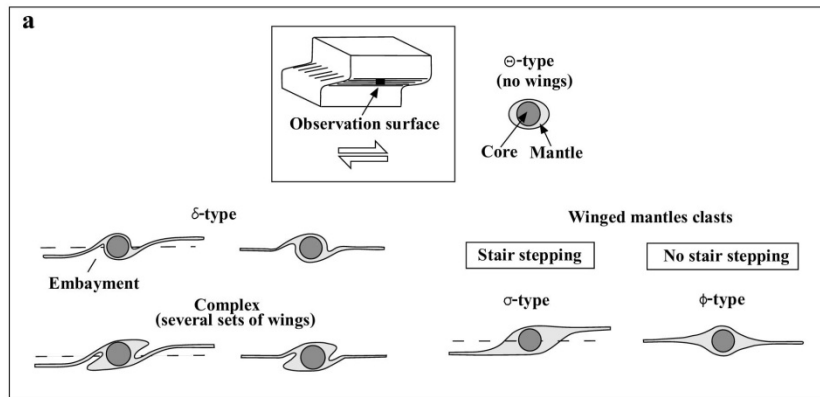 a
Θ-type
(no wings)
Observation surface
Core
Mantle
δ-type
Winged mantles clasts
Stair stepping
No stair stepping
Embayment
Complex
(several sets of wings)
σ-type
ϕ-type